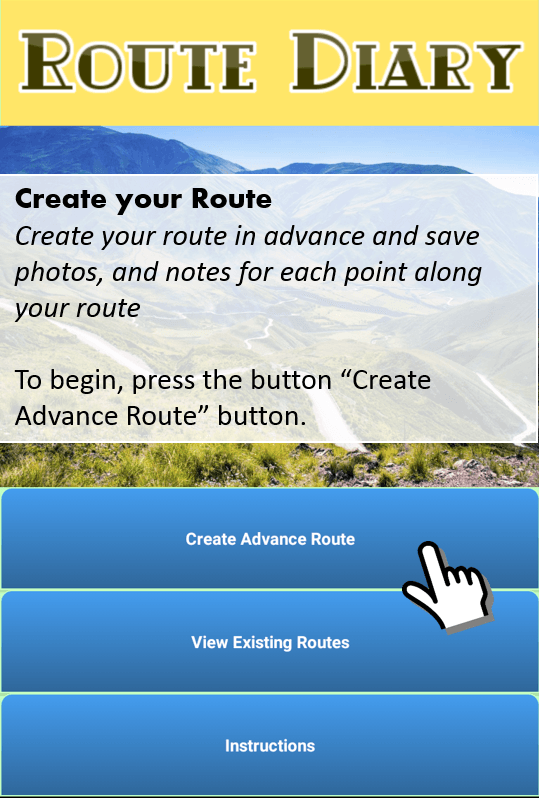 ROUTE DIARY
Create your Route
Create your route in advance and save
photos, and notes for each point along
your route
To begin, press the button “Create
Advance Route” button.
Create Advance Route
View Existing Routes
Instructions